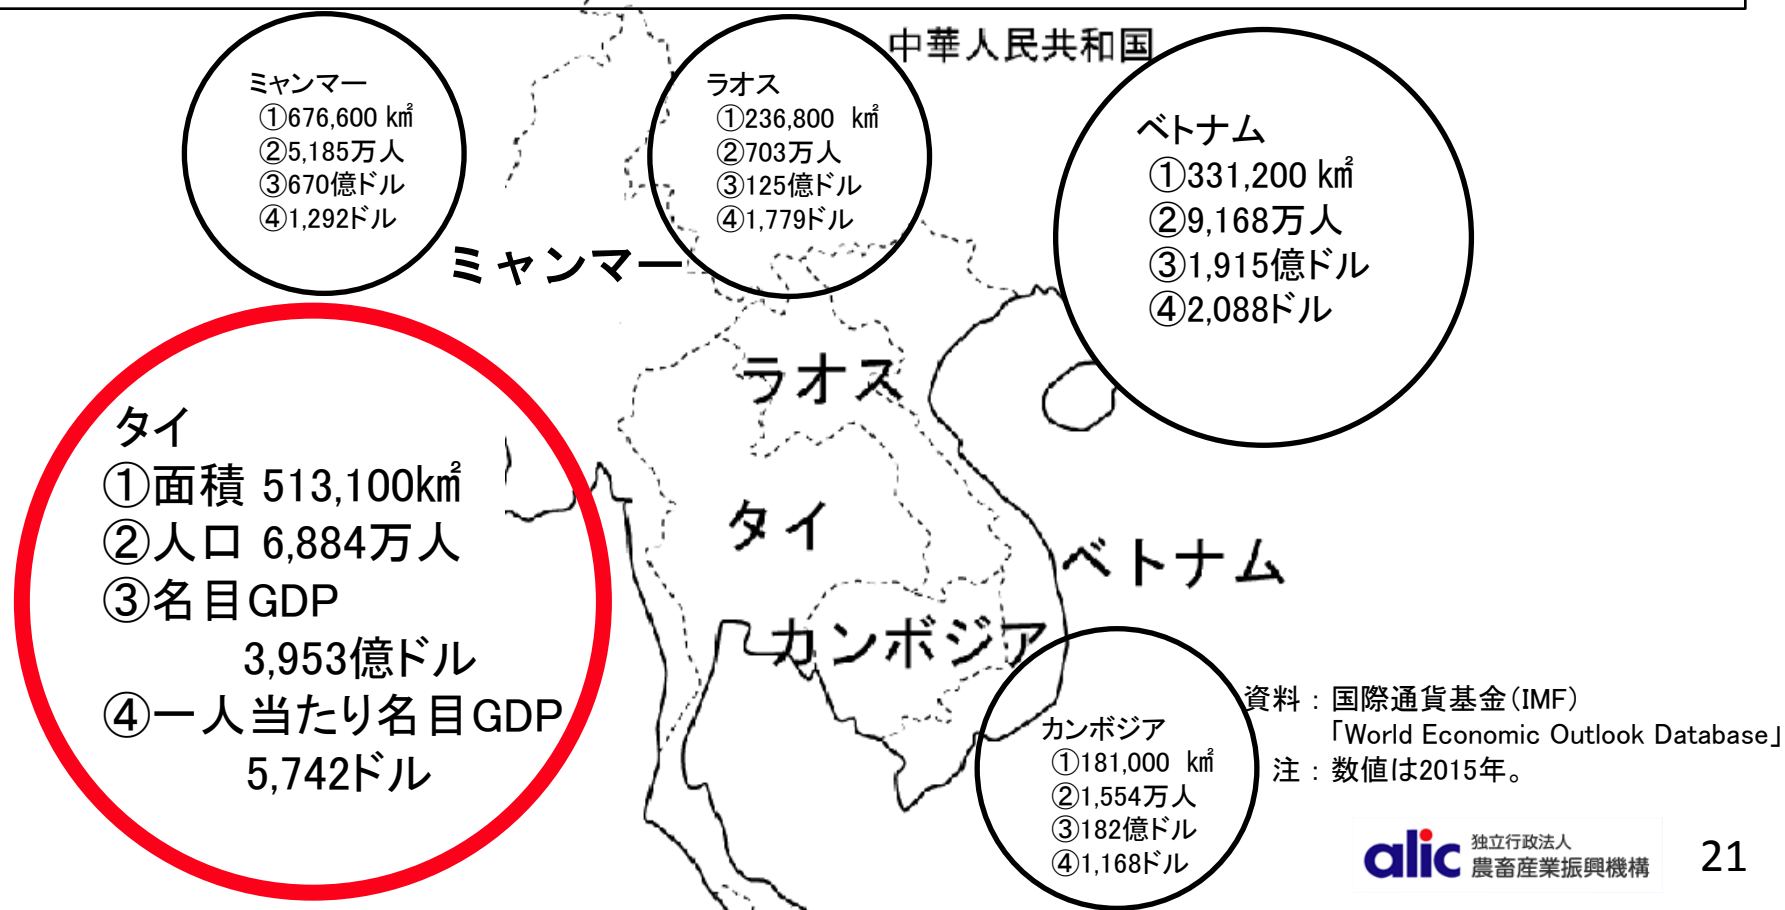 中華人民共和国
ミャンマー
①676,600 ㎢
②5,185万人
③670億ドル
④1,292ドル
ラオス
①236,800 ㎢
②703万人
③125億ドル
④1,779ドル
ベトナム
①331,200 ㎢
②9,168万人
③1,915億ドル
④2,088ドル
ミャンマー
ラオス
タイ
ベトナム
カンボジア
タイ
①面積 513,100㎢
②人口 6,884万人
③名目GDP
3,953億ドル
④一人当たり名目GDP
5,742ドル
カンボジア
①181,000 ㎢
②1,554万人
③182億ドル
④1,168ドル
資料：国際通貨基金(IMF)
「World Economic Outlook Database」
注：数値は2015年。
alic 独立行政法人
農畜産業振興機構
21